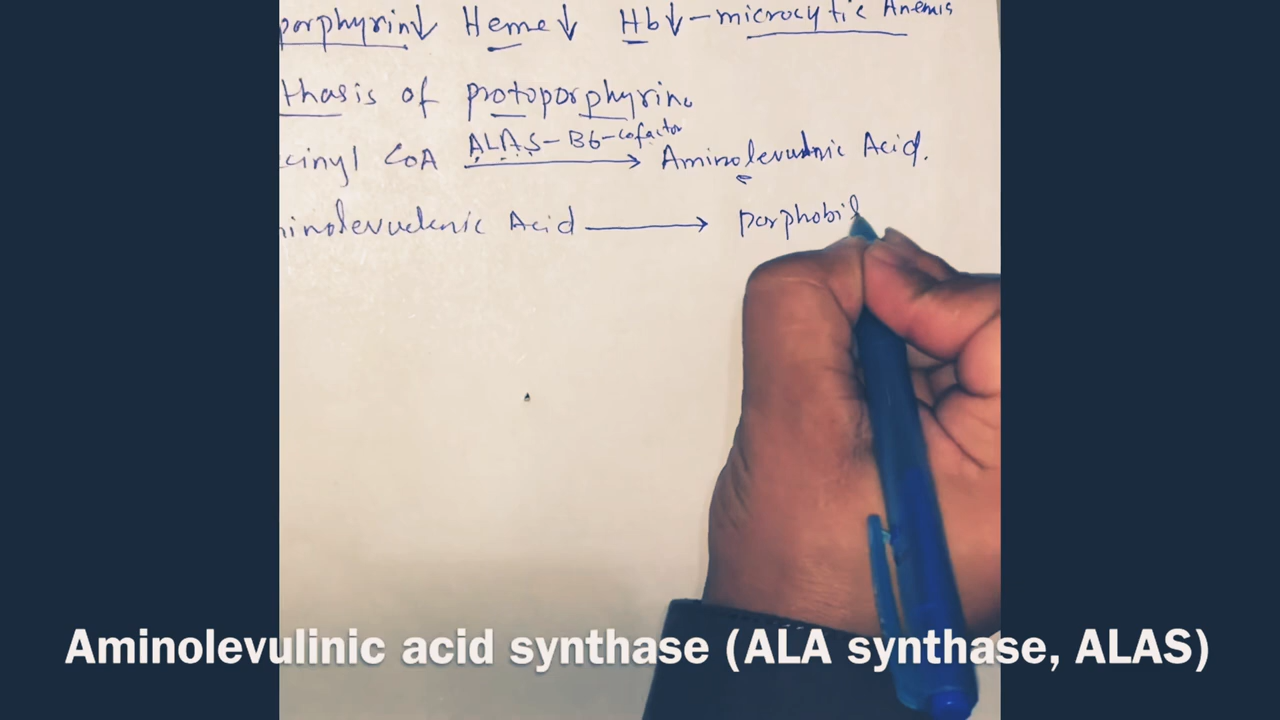 porphyrin↓ Heme↓ Hb↓ - microcytic Anemia
thasis of protoporphyrin.
cinyl CoA ALAS - B6 - cofactor → Aminolevulinic Acid.
inolevulenic Acid → porphobil
Aminolevulinic acid synthase (ALA synthase, ALAS)